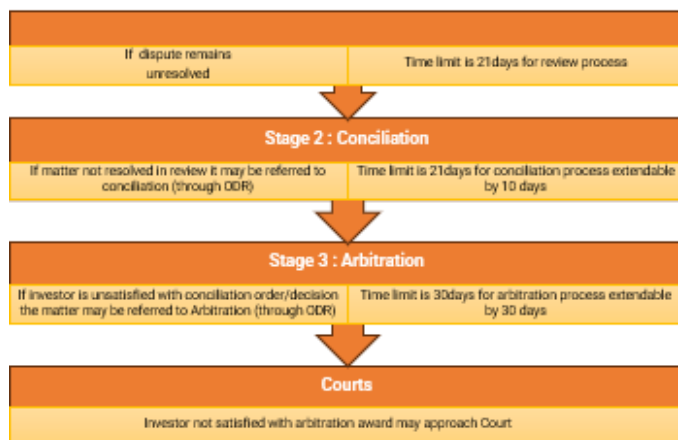 If dispute remains
unresolved
Time limit is 21days for review process
Stage 2 : Conciliation
If matter not resolved in review it may be referred to
conciliation (through ODR)
Time limit is 21days for conciliation process extendable
by 10 days
Stage 3 : Arbitration
If investor is unsatisfied with conciliation order/decision
the matter may be referred to Arbitration (through ODR)
Time limit is 30days for arbitration process extendable
by 30 days
Courts
Investor not satisfied with arbitration award may approach Court